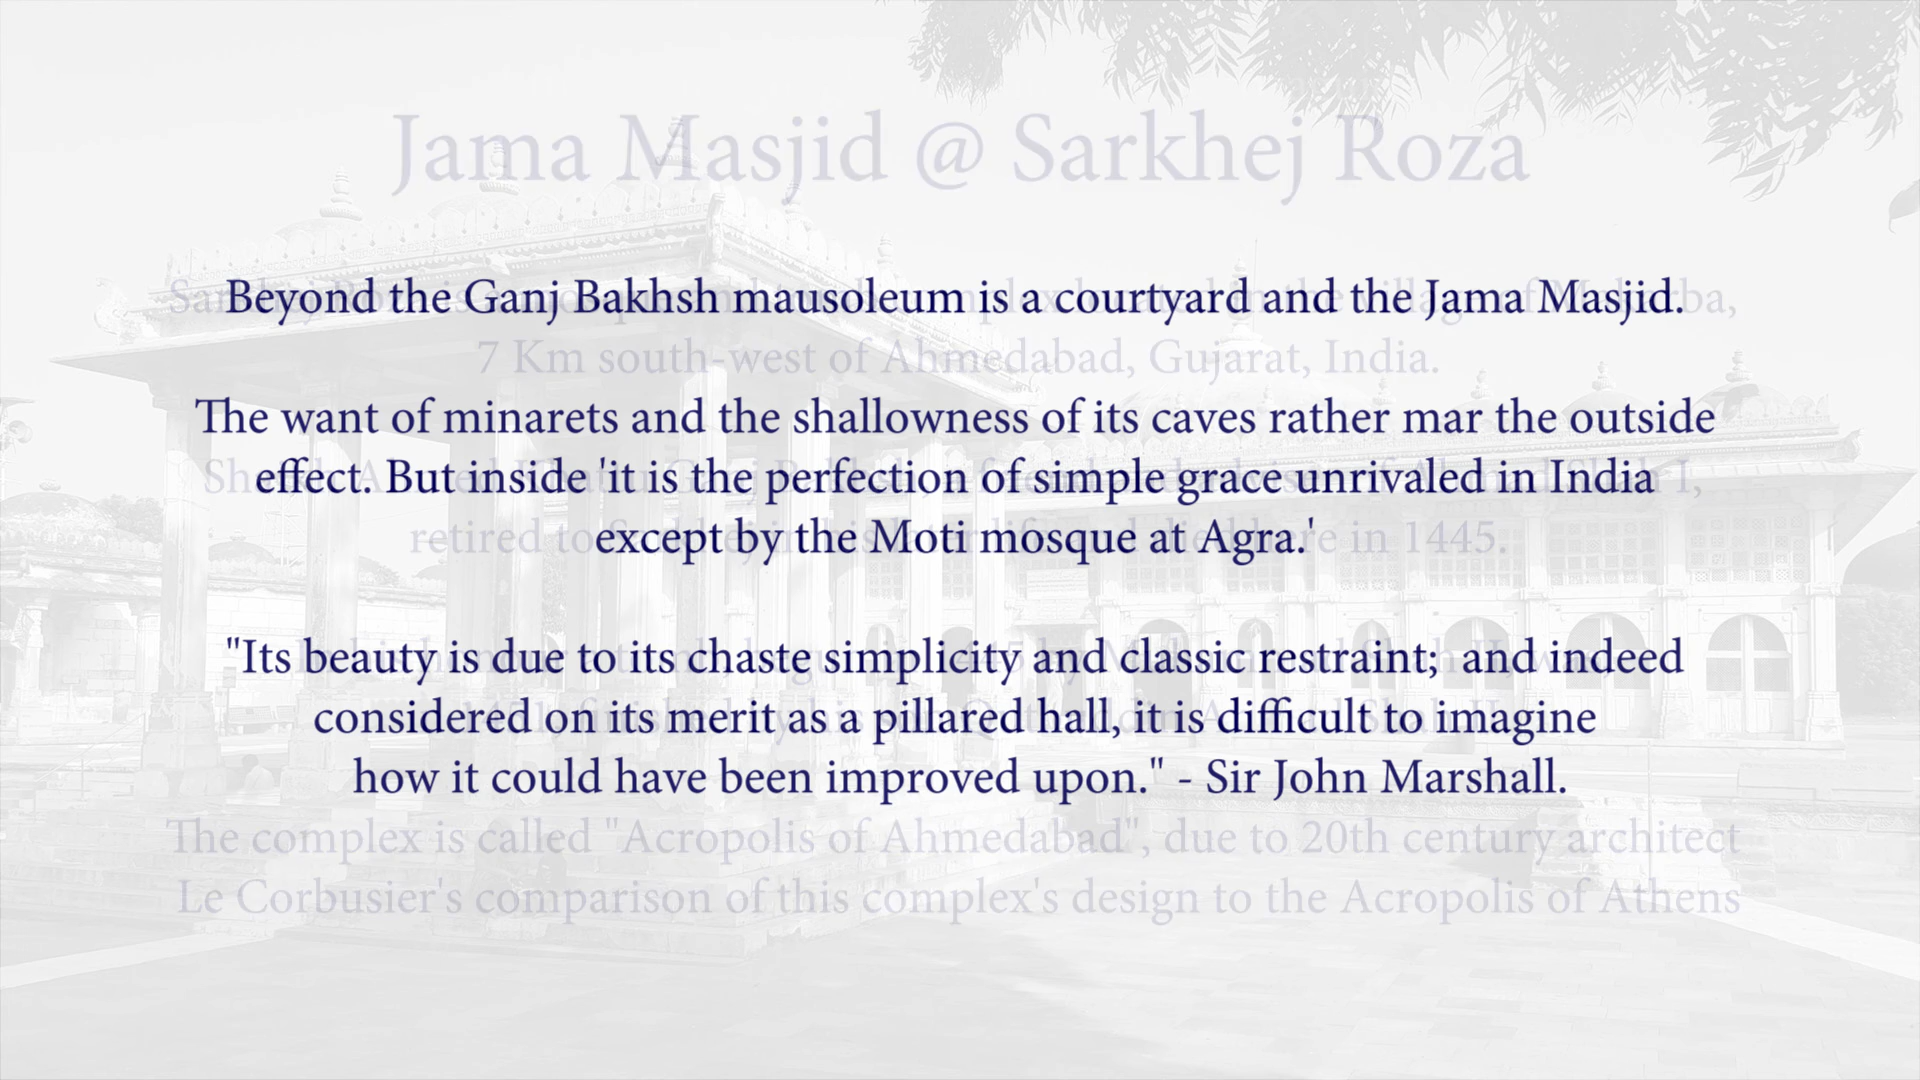 Jama Masjid @ Sarkhej Roza
Beyond the Ganj Bakhsh mausoleum is a courtyard and the Jama Masjid.
7 Km south-west of Ahmedabad, Gujarat, India.
The want of minarets and the shallowness of its caves rather mar the outside
effect. But inside 'it is the perfection of simple grace unrivaled in India
except by the Moti mosque at Agra.'
retired to
in 1445.
"Its beauty is due to its chaste simplicity and classic restraint;  and indeed
considered on its merit as a pillared hall, it is difficult to imagine
how it could have been improved upon." - Sir John Marshall.
The complex is called "Acropolis of Ahmedabad", due to 20th century architect
Le Corbusier's comparison of this complex's design to the Acropolis of Athens